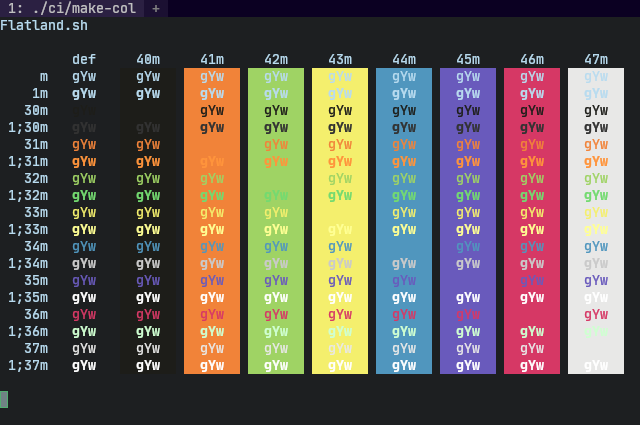 1: ./ci/make-col +
Flatland.sh
def 40m 41m 42m 43m 44m 45m 46m 47m
m gYw gYw gYw gYw gYw gYw gYw gYw gYw
1m gYw gYw gYw gYw gYw gYw gYw gYw gYw
30m gYw gYw gYw gYw gYw gYw gYw
1;30m gYw gYw gYw gYw gYw gYw gYw gYw gYw
31m gYw gYw gYw gYw gYw gYw gYw gYw
1;31m gYw gYw gYw gYw gYw gYw gYw gYw gYw
32m gYw gYw gYw gYw gYw gYw gYw gYw
1;32m gYw gYw gYw gYw gYw gYw gYw gYw gYw
33m gYw gYw gYw gYw gYw gYw gYw gYw
1;33m gYw gYw gYw gYw gYw gYw gYw gYw gYw
34m gYw gYw gYw gYw gYw gYw gYw gYw
1;34m gYw gYw gYw gYw gYw gYw gYw gYw gYw
35m gYw gYw gYw gYw gYw gYw gYw gYw
1;35m gYw gYw gYw gYw gYw gYw gYw gYw gYw
36m gYw gYw gYw gYw gYw gYw gYw gYw
1;36m gYw gYw gYw gYw gYw gYw gYw gYw gYw
37m gYw gYw gYw gYw gYw gYw gYw gYw
1;37m gYw gYw gYw gYw gYw gYw gYw gYw gYw